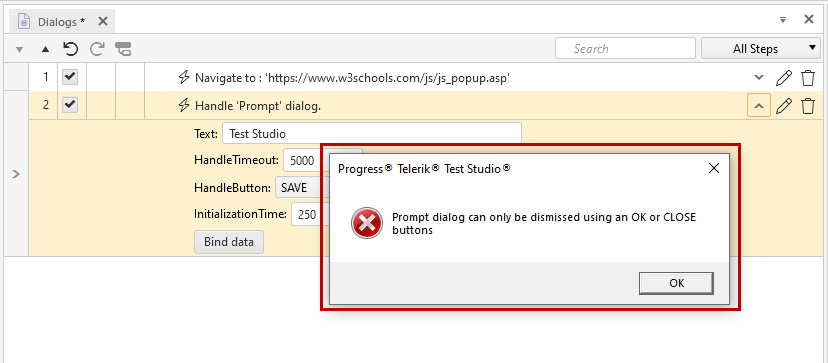 Dialogs *
Search
All Steps
1 Navigate to : 'https://www.w3schools.com/js/js_popup.asp'
2 Handle 'Prompt' dialog.
Text: Test Studio
HandleTimeout: 5000
HandleButton: SAVE
InitializationTime: 250
Bind data
Progress® Telerik® Test Studio®
Prompt dialog can only be dismissed using an OK or CLOSE
buttons
OK